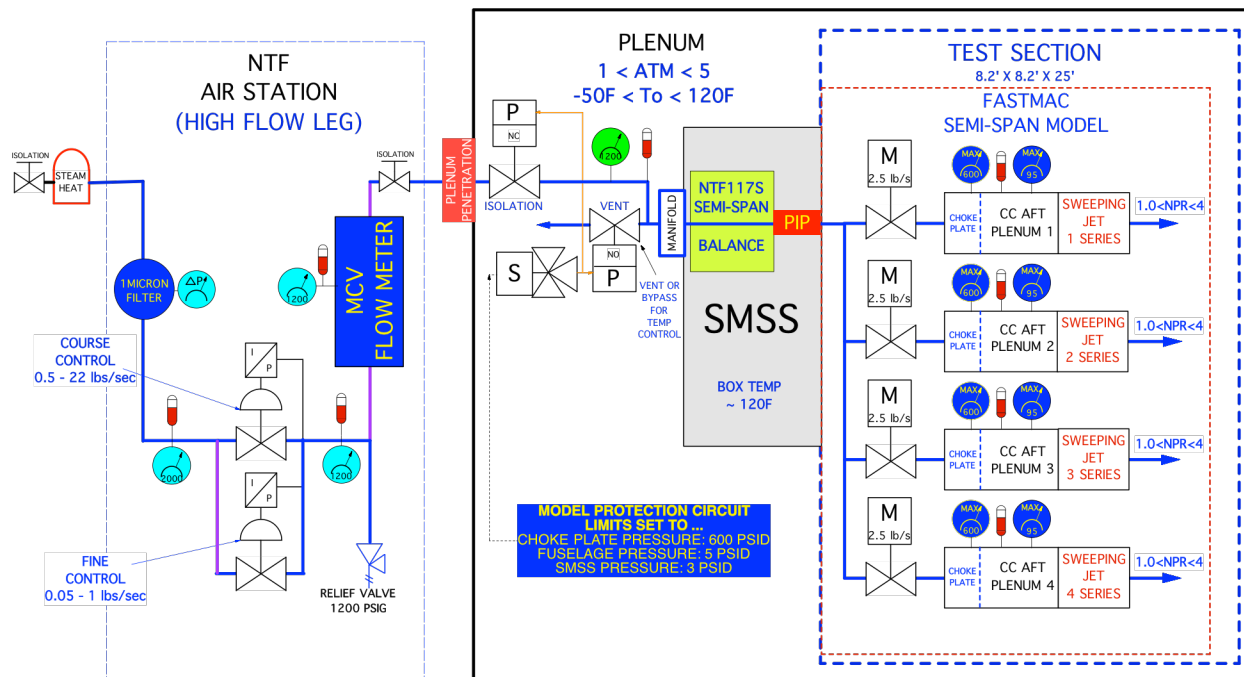 NTF
AIR STATION
(HIGH FLOW LEG)
ISOLATION
STEAM
HEAT
1 MICRON
FILTER
△P
COURSE
CONTROL
0.5 - 22 lbs/sec
I
P
2000
1200
I
P
FINE
CONTROL
0.05 - 1 lbs/sec
RELIEF VALVE
1200 PSIG
1200
MCV
FLOW METER
ISOLATION
PLENUM
PENETRATION
PLENUM
1 < ATM < 5
-50F < To < 120F
P
NC
ISOLATION
1200
VENT
NO
P
S
VENT OR
BYPASS
FOR
TEMP
CONTROL
MANIFOLD
NTF117S
SEMI-SPAN
BALANCE
PIP
SMSS
BOX TEMP
~ 120F
MODEL PROTECTION CIRCUIT
LIMITS SET TO ...
CHOKE PLATE PRESSURE: 600 PSID
FUSELAGE PRESSURE: 5 PSID
SMSS PRESSURE: 3 PSID
TEST SECTION
8.2' X 8.2' X 25'
FASTMAC
SEMI-SPAN MODEL
M
2.5 lb/s
MAX
600
MAX
95
CHOKE
PLATE
CC AFT
PLENUM 1
SWEEPING
JET
1 SERIES
1.0<NPR<4
M
2.5 lb/s
MAX
600
MAX
95
CHOKE
PLATE
CC AFT
PLENUM 2
SWEEPING
JET
2 SERIES
1.0<NPR<4
M
2.5 lb/s
MAX
600
MAX
95
CHOKE
PLATE
CC AFT
PLENUM 3
SWEEPING
JET
3 SERIES
1.0<NPR<4
M
2.5 lb/s
MAX
600
MAX
95
CHOKE
PLATE
CC AFT
PLENUM 4
SWEEPING
JET
4 SERIES
1.0<NPR<4